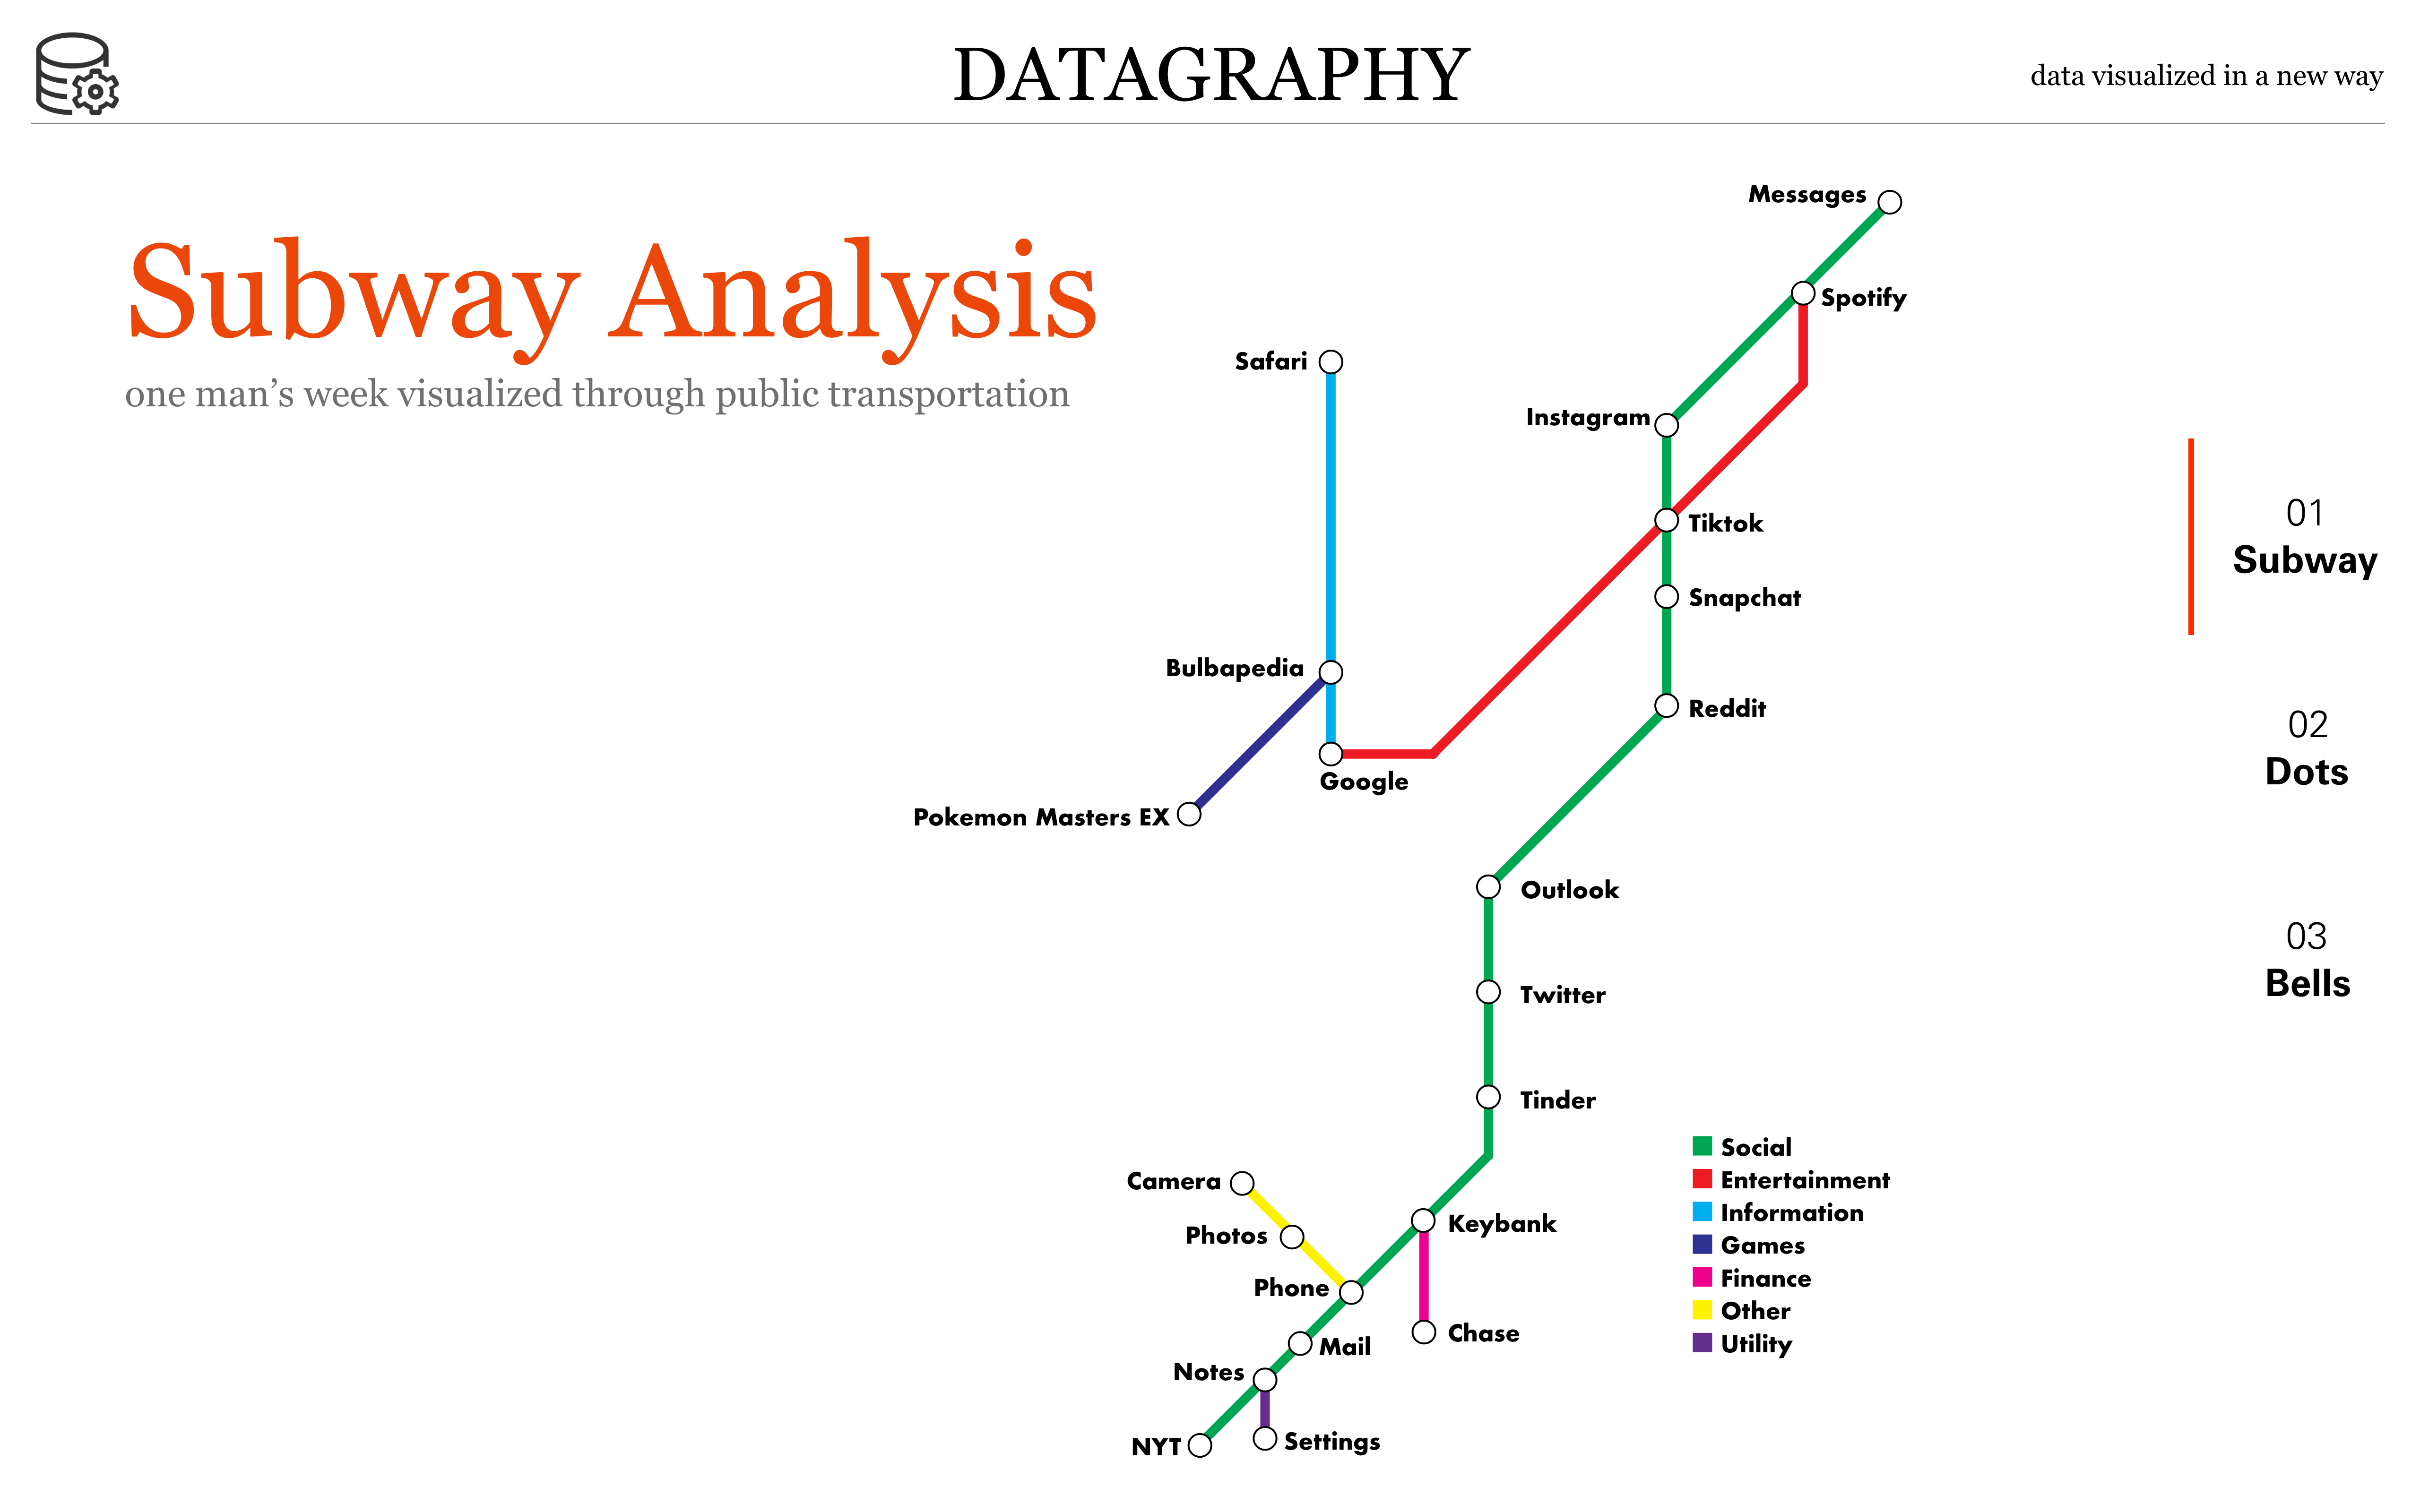 DATAGRAPHY
data visualized in a new way
Subway Analysis
one man’s week visualized through public transportation
Messages
Spotify
Safari
Instagram
Tiktok
Snapchat
Bulbapedia
Reddit
Google
Pokemon Masters EX
Outlook
Twitter
Tinder
Camera
Photos
Keybank
Phone
Chase
Mail
Notes
NYT
Settings
Social
Entertainment
Information
Games
Finance
Other
Utility
01
Subway
02
Dots
03
Bells